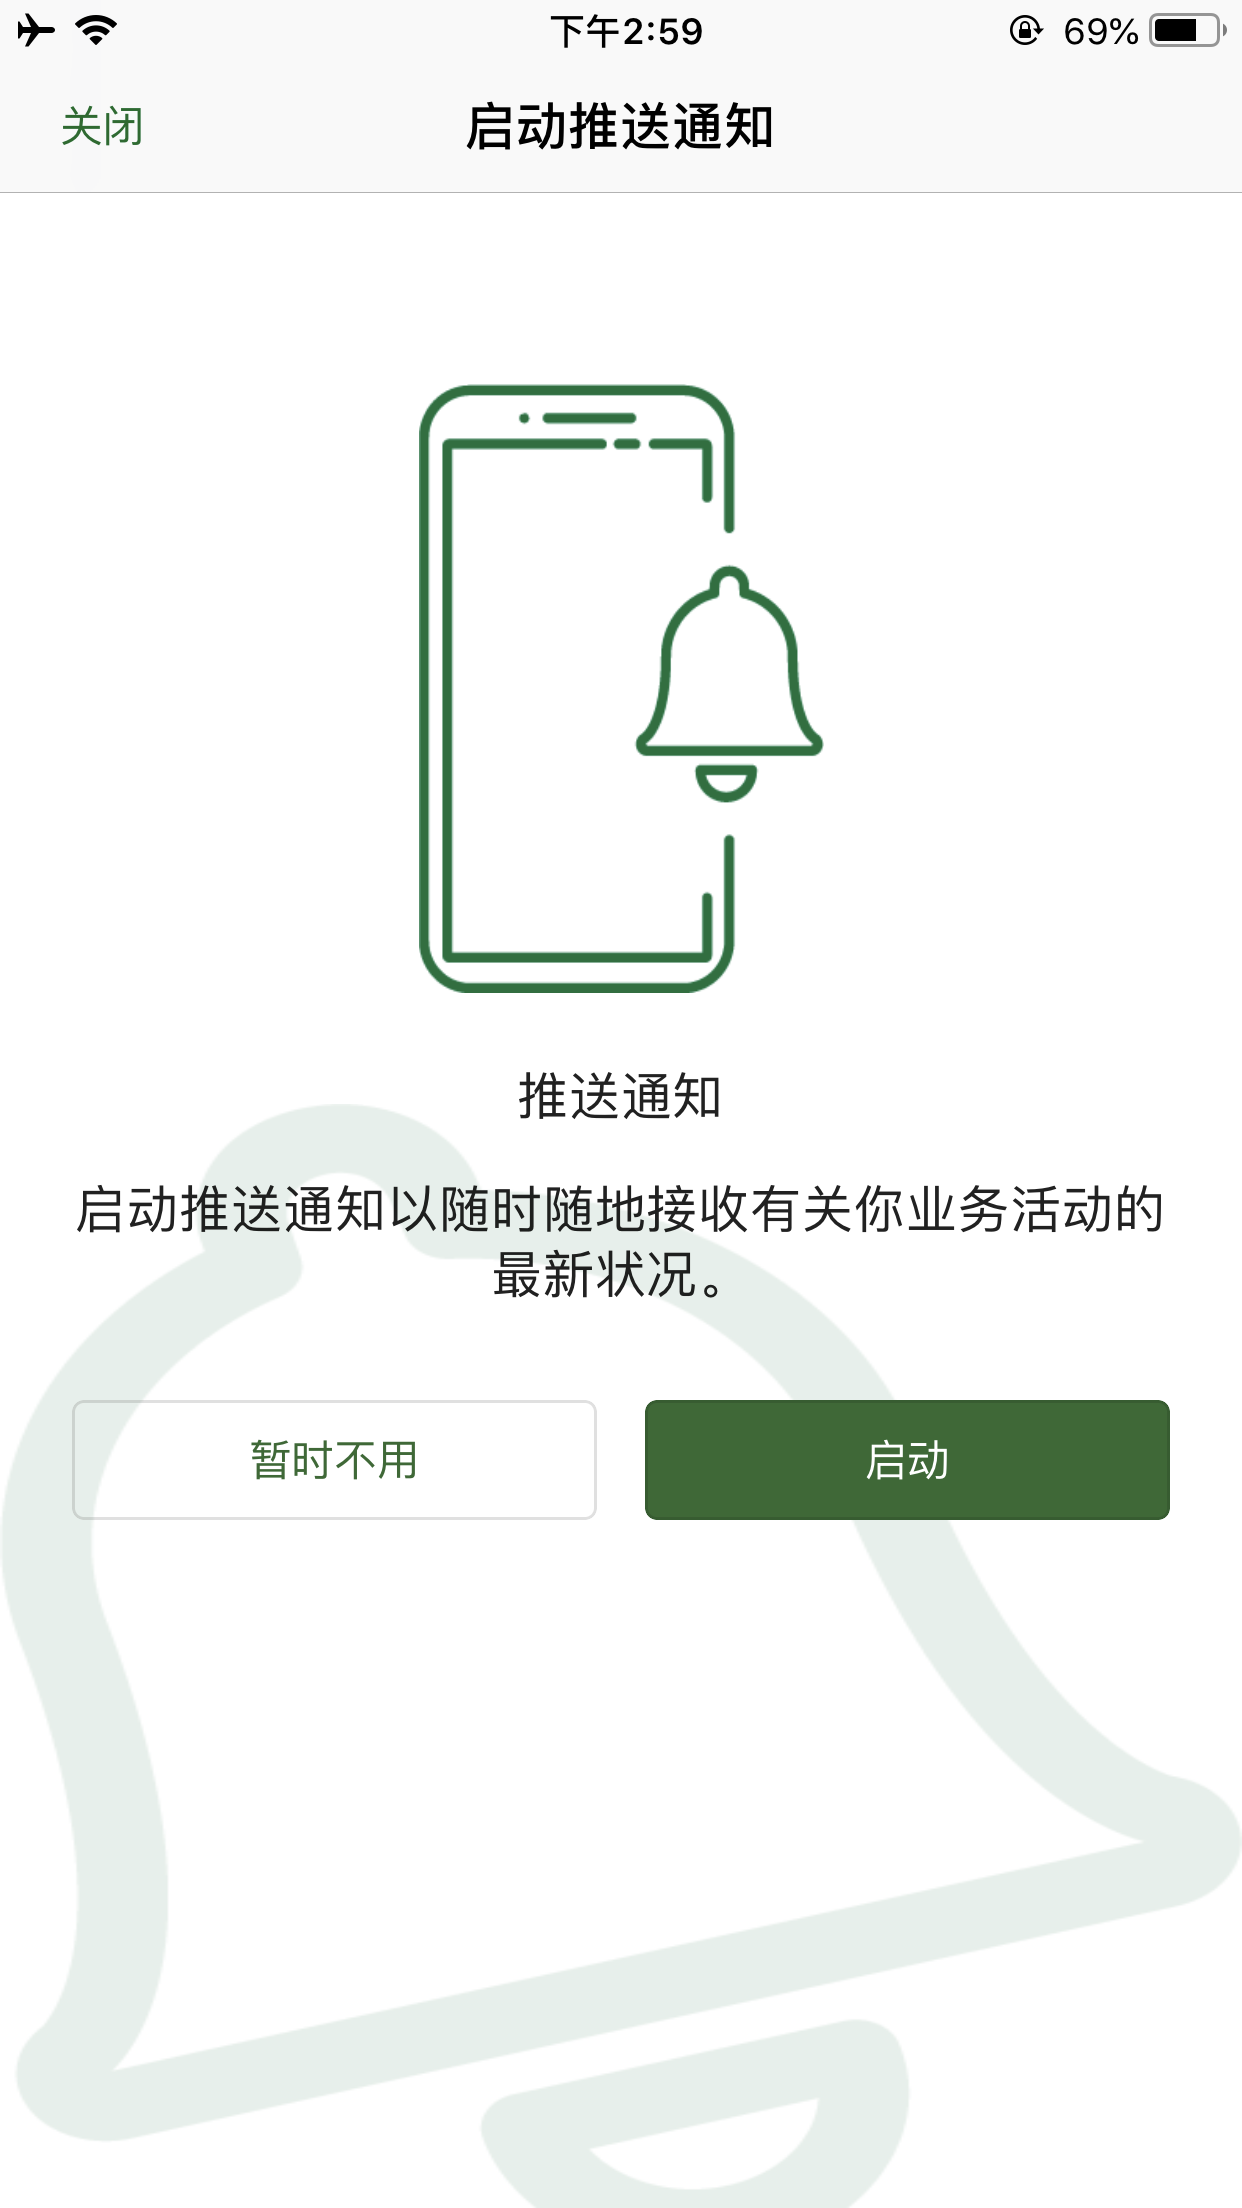 下午2:59
69%
关闭
启动推送通知
推送通知
启动推送通知以随时随地接收有关你业务活动的
最新状况。
暂时不用
启动